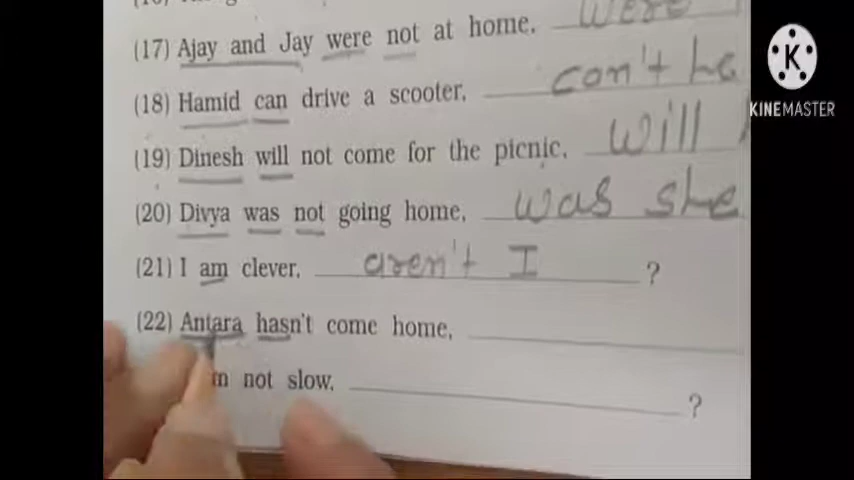 (17) Ajay and Jay were not at home, were
(18) Hamid can drive a scooter, con't he
(19) Dinesh will not come for the picnic, will
(20) Divya was not going home, was she
(21) I am clever, aren't I ?
(22) Antara hasn't come home,
not slow, ?
K
KINEMASTER